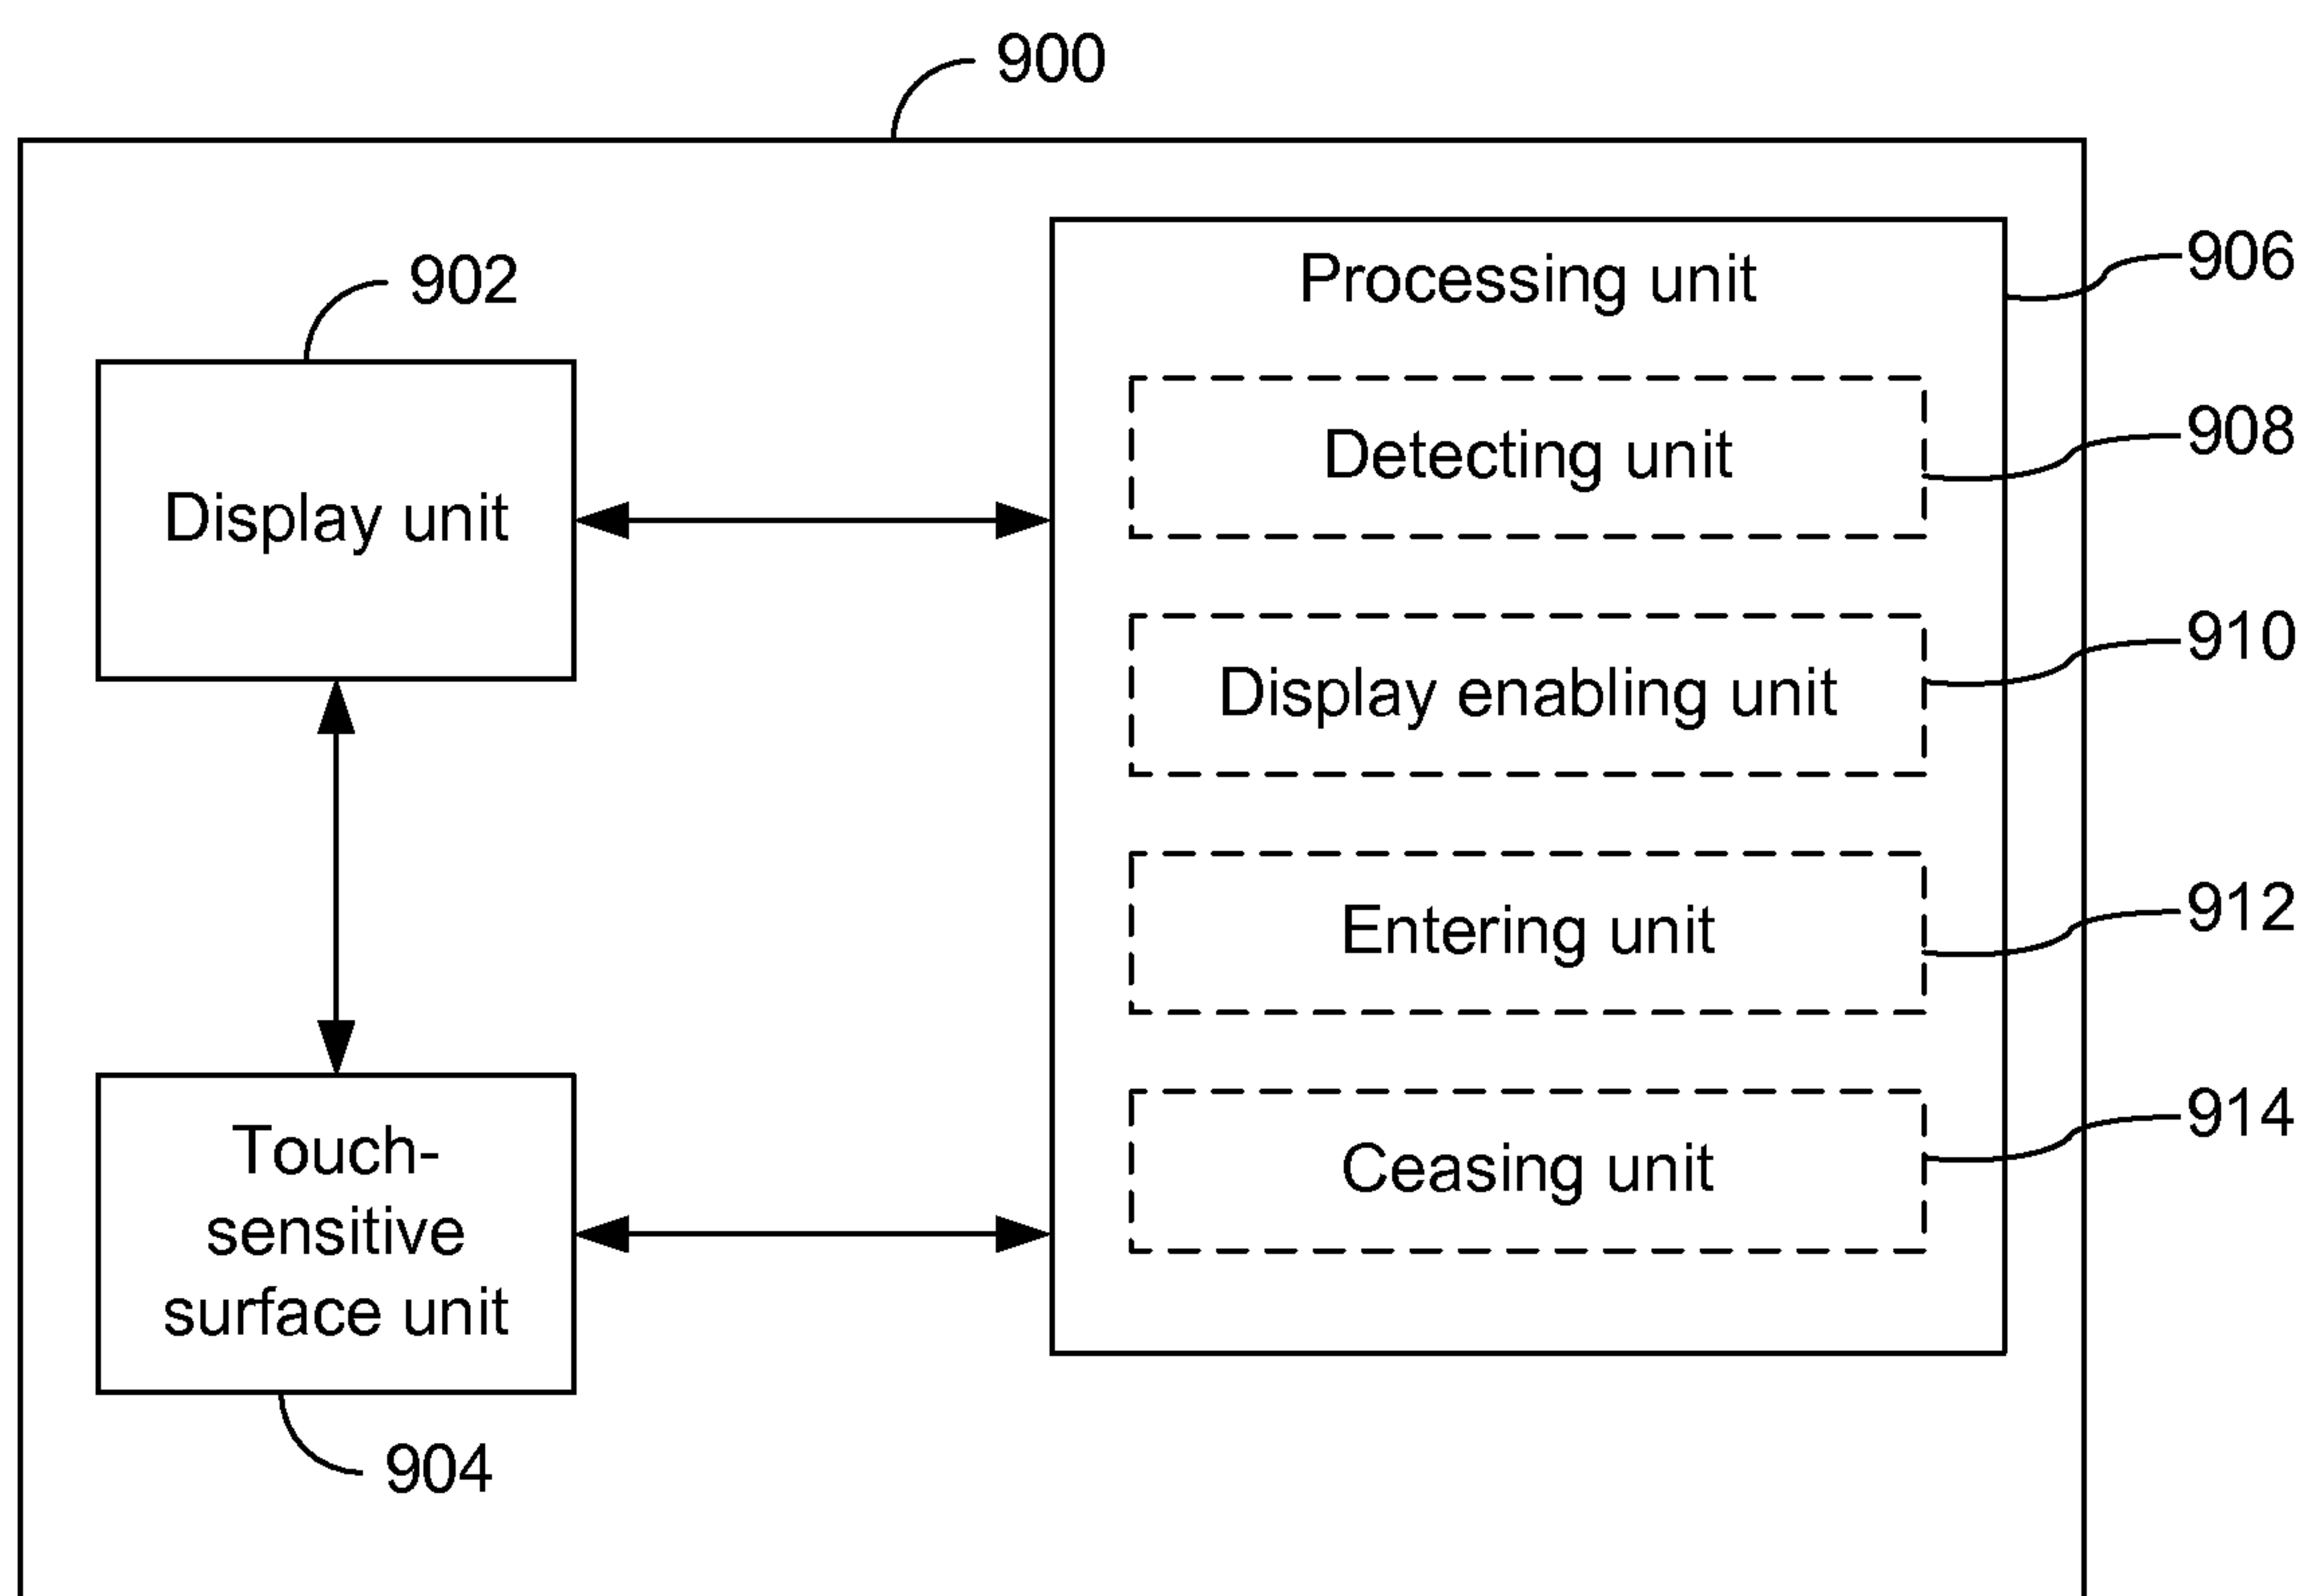 900
902
Display unit
Touch-
sensitive
surface unit
904
Processing unit
906
Detecting unit
908
Display enabling unit
910
Entering unit
912
Ceasing unit
914